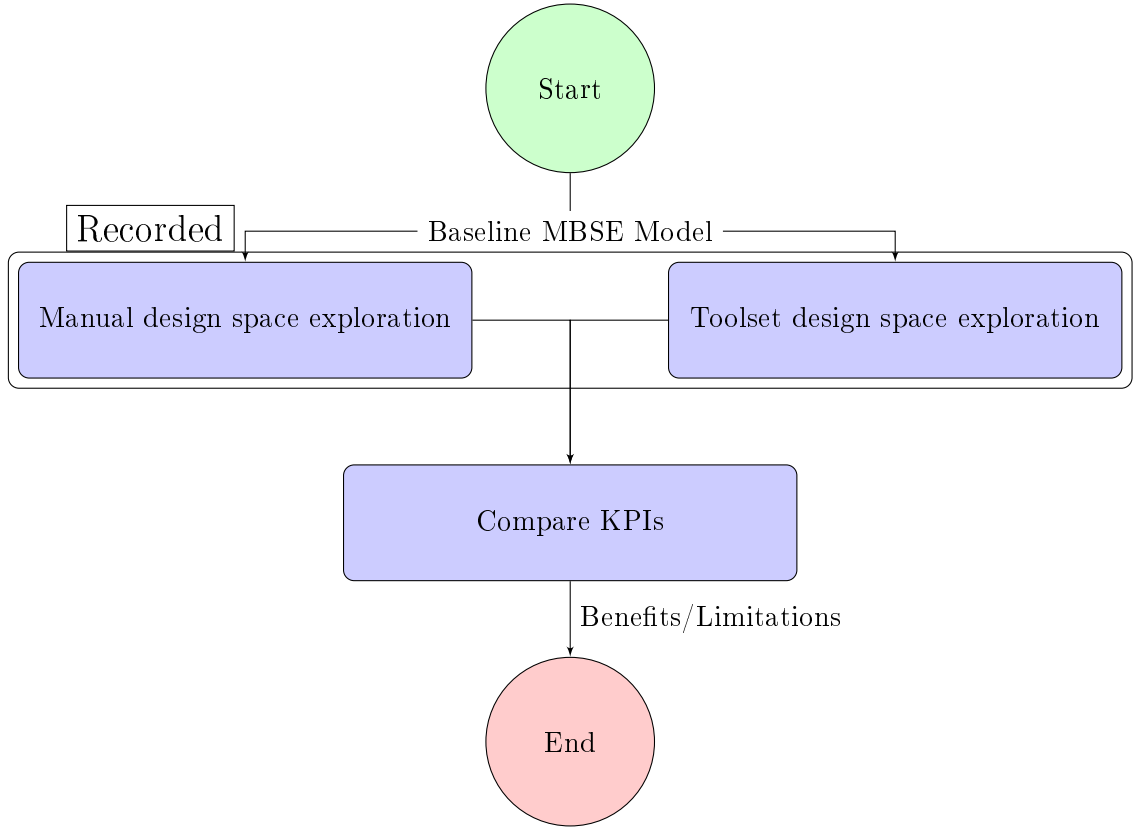 Start
Recorded
Baseline MBSE Model
Manual design space exploration
Toolset design space exploration
Compare KPIs
Benefits/Limitations
End